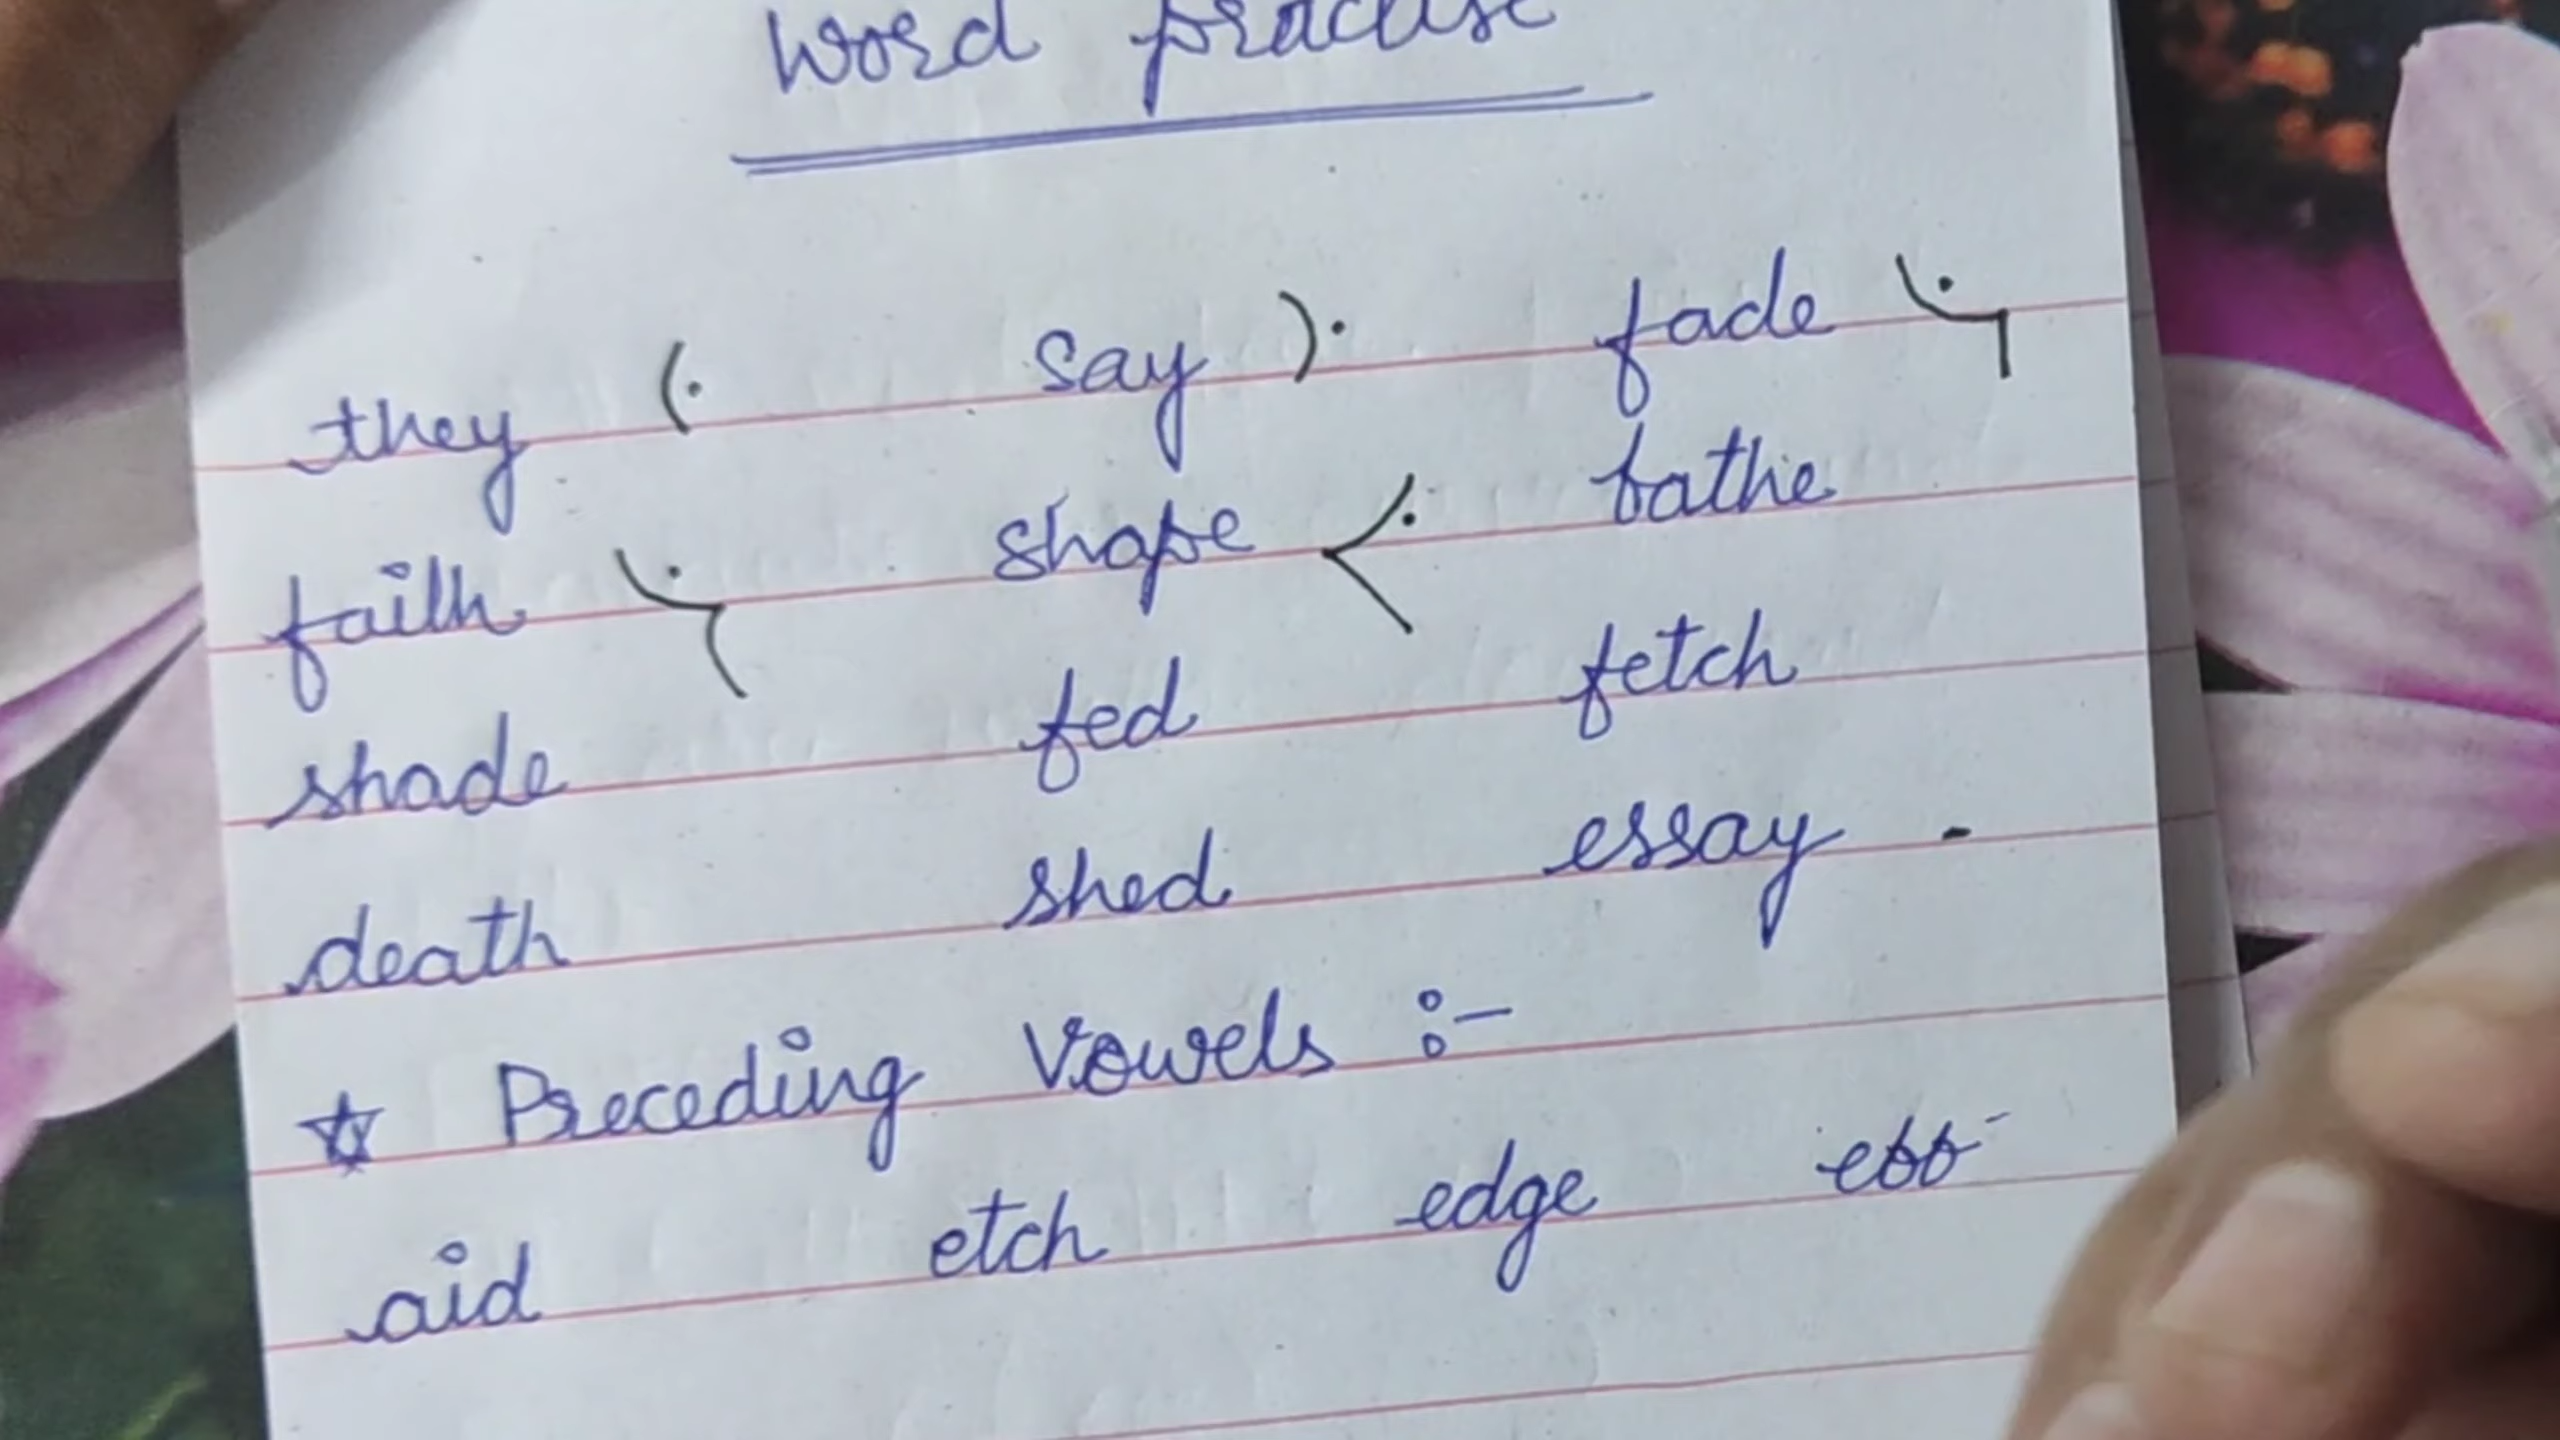 Word practise
they say fade
faith shape bathe
shade fed fetch
death shed essay
☆ Preceding Vowels :-
aid etch edge ebb